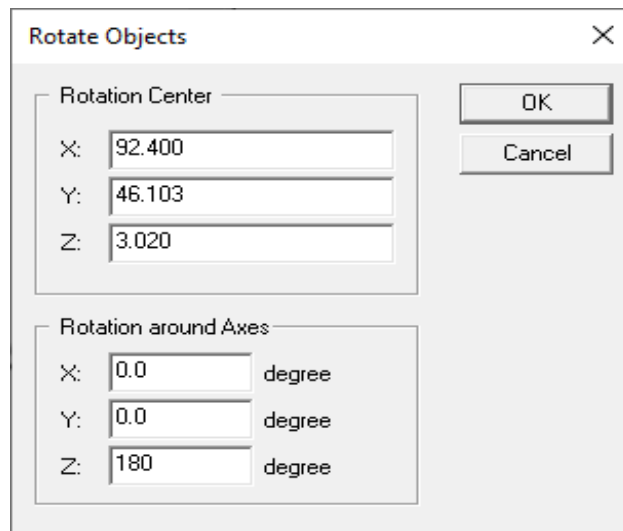 Rotate Objects
Rotation Center
OK
X: 92.400
Cancel
Y: 46.103
Z: 3.020
Rotation around Axes
X: 0.0 degree
Y: 0.0 degree
Z: 180 degree